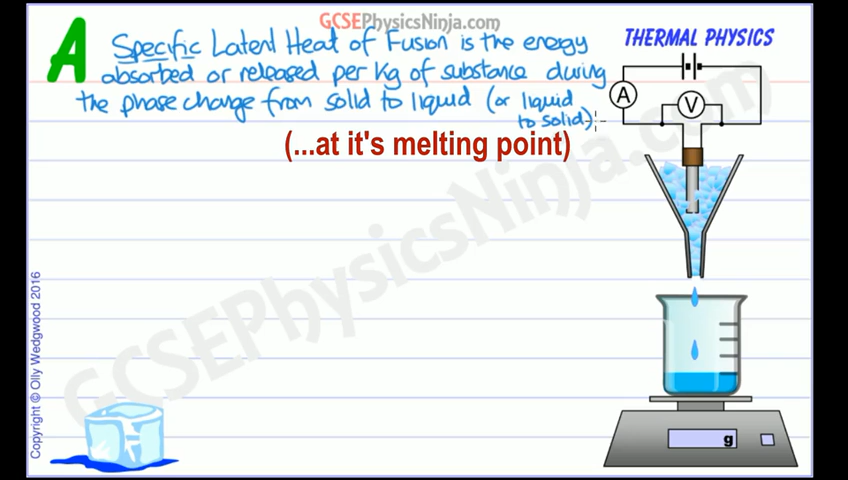 GCSEPhysicsNinja.com
A
Specific Latent Heat of Fusion is the energy
absorbed or released per Kg of substance during
the phase change from solid to liquid (or liquid
to solid)
(...at it's melting point)
THERMAL PHYSICS
A
V
g
GCSEPhysicsNinja.com
Copyright © Olly Wedgwood 2016